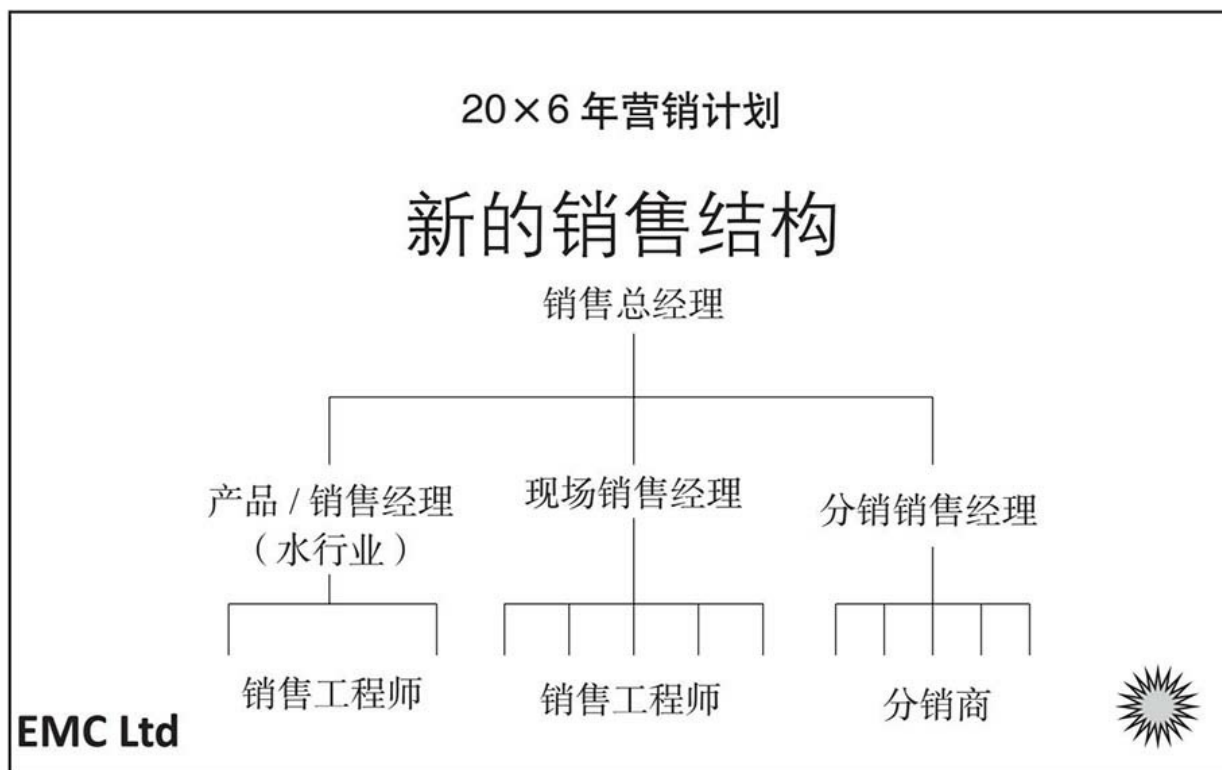 20×6 年营销计划
新的销售结构
销售总经理
产品 / 销售经理
（水行业）
现场销售经理
分销销售经理
销售工程师
销售工程师
分销商
EMC Ltd